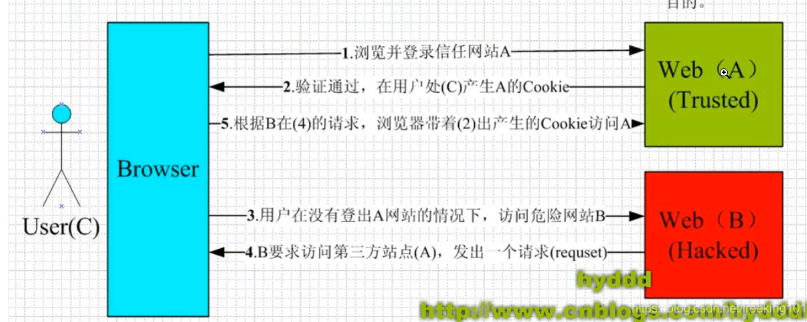 目的。
1.浏览并登录信任网站A
2.验证通过，在用户处(C)产生A的Cookie
5.根据B在(4)的请求，浏览器带着(2)出产生的Cookie访问A
Web（A）
(Trusted)
Browser
User(C)
3.用户在没有登出A网站的情况下，访问危险网站B
4.B要求访问第三方站点(A)，发出一个请求(requset)
Web（B）
(Hacked)
hyddd
http://www.cnblogs.com/hyddd/